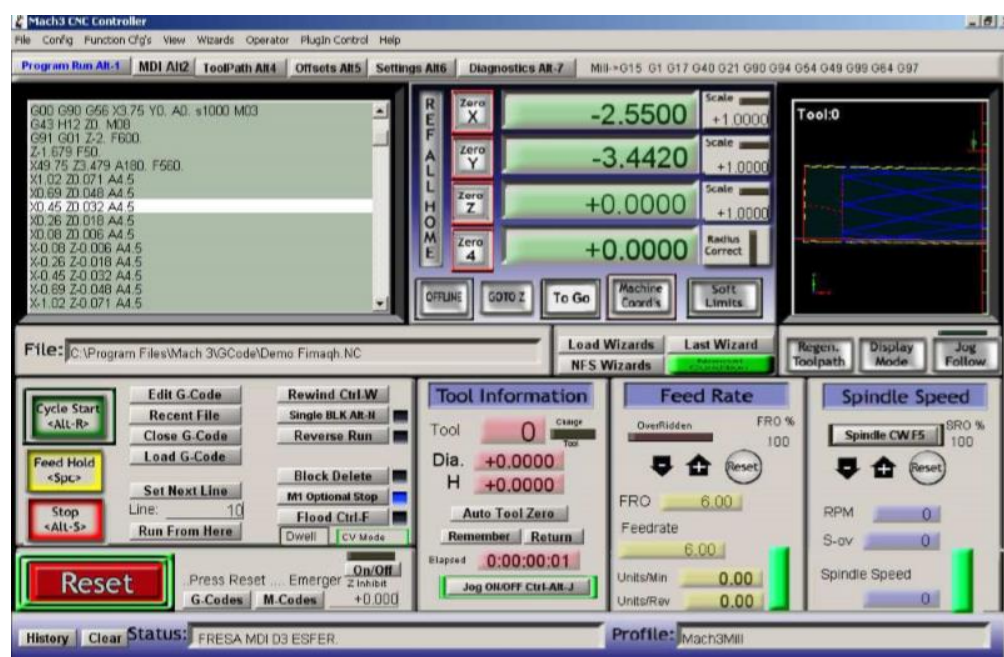 Mach3 CNC Controller
File Config Function Cfg's View Wizards Operator PlugIn Control Help
Program Run Alt-1 MDI Alt2 ToolPath Alt4 Offsets Alt5 Settings Alt6 Diagnostics Alt-7 Mill->G15 G1 G17 G40 G21 G90 G94 G54 G49 G99 G64 G97
G00 G90 G56 X3.75 Y0. A0. s1000 M03
G43 H12 Z0. M08
G91 G01 Z-2. F600.
Z-1.679 F50.
X49.75 Z3.479 A180. F560.
X1.02 Z0.071 A4.5
X0.69 Z0.048 A4.5
X0.45 Z0.032 A4.5
X0.26 Z0.018 A4.5
X0.08 Z0.006 A4.5
X-0.08 Z-0.006 A4.5
X-0.26 Z-0.018 A4.5
X-0.45 Z-0.032 A4.5
X-0.69 Z-0.048 A4.5
X-1.02 Z-0.071 A4.5
REF ALL HOME
Zero X -2.5500 Scale +1.0000
Zero Y -3.4420 Scale +1.0000
Zero Z +0.0000 Scale +1.0000
Zero 4 +0.0000 Radius Correct
OFFLINE GOTO Z To Go Machine Coord's Soft Limits
Tool:0
File: C:\Program Files\Mach 3\GCode\Demo Fimaqh.NC
Load Wizards Last Wizard
NFS Wizards
Regen. Toolpath Display Mode Jog Follow
Cycle Start <Alt-R>
Feed Hold <Spc>
Stop <Alt-S>
Edit G-Code
Recent File
Close G-Code
Load G-Code
Set Next Line
Line: 10
Run From Here
Rewind Ctrl-W
Single BLK Alt-N
Reverse Run
Block Delete
M1 Optional Stop
Flood Ctrl-F
Dwell CV Mode
Reset
..Press Reset .... Emerger
G-Codes M-Codes
On/Off
Z Inhibit
+0.000
Tool Information
Tool 0 Change Tool
Dia. +0.0000
H +0.0000
Auto Tool Zero
Remember Return
Elapsed 0:00:00:01
Jog ON/OFF Ctrl-Alt-J
Feed Rate
OverRidden FRO %
100
Reset
FRO 6.00
Feedrate
6.00
Units/Min 0.00
Units/Rev 0.00
Spindle Speed
Spindle CW F5 SRO %
100
Reset
RPM 0
S-ov 0
Spindle Speed
0
History Clear Status: FRESA MDI D3 ESFER. Profile: Mach3Mill